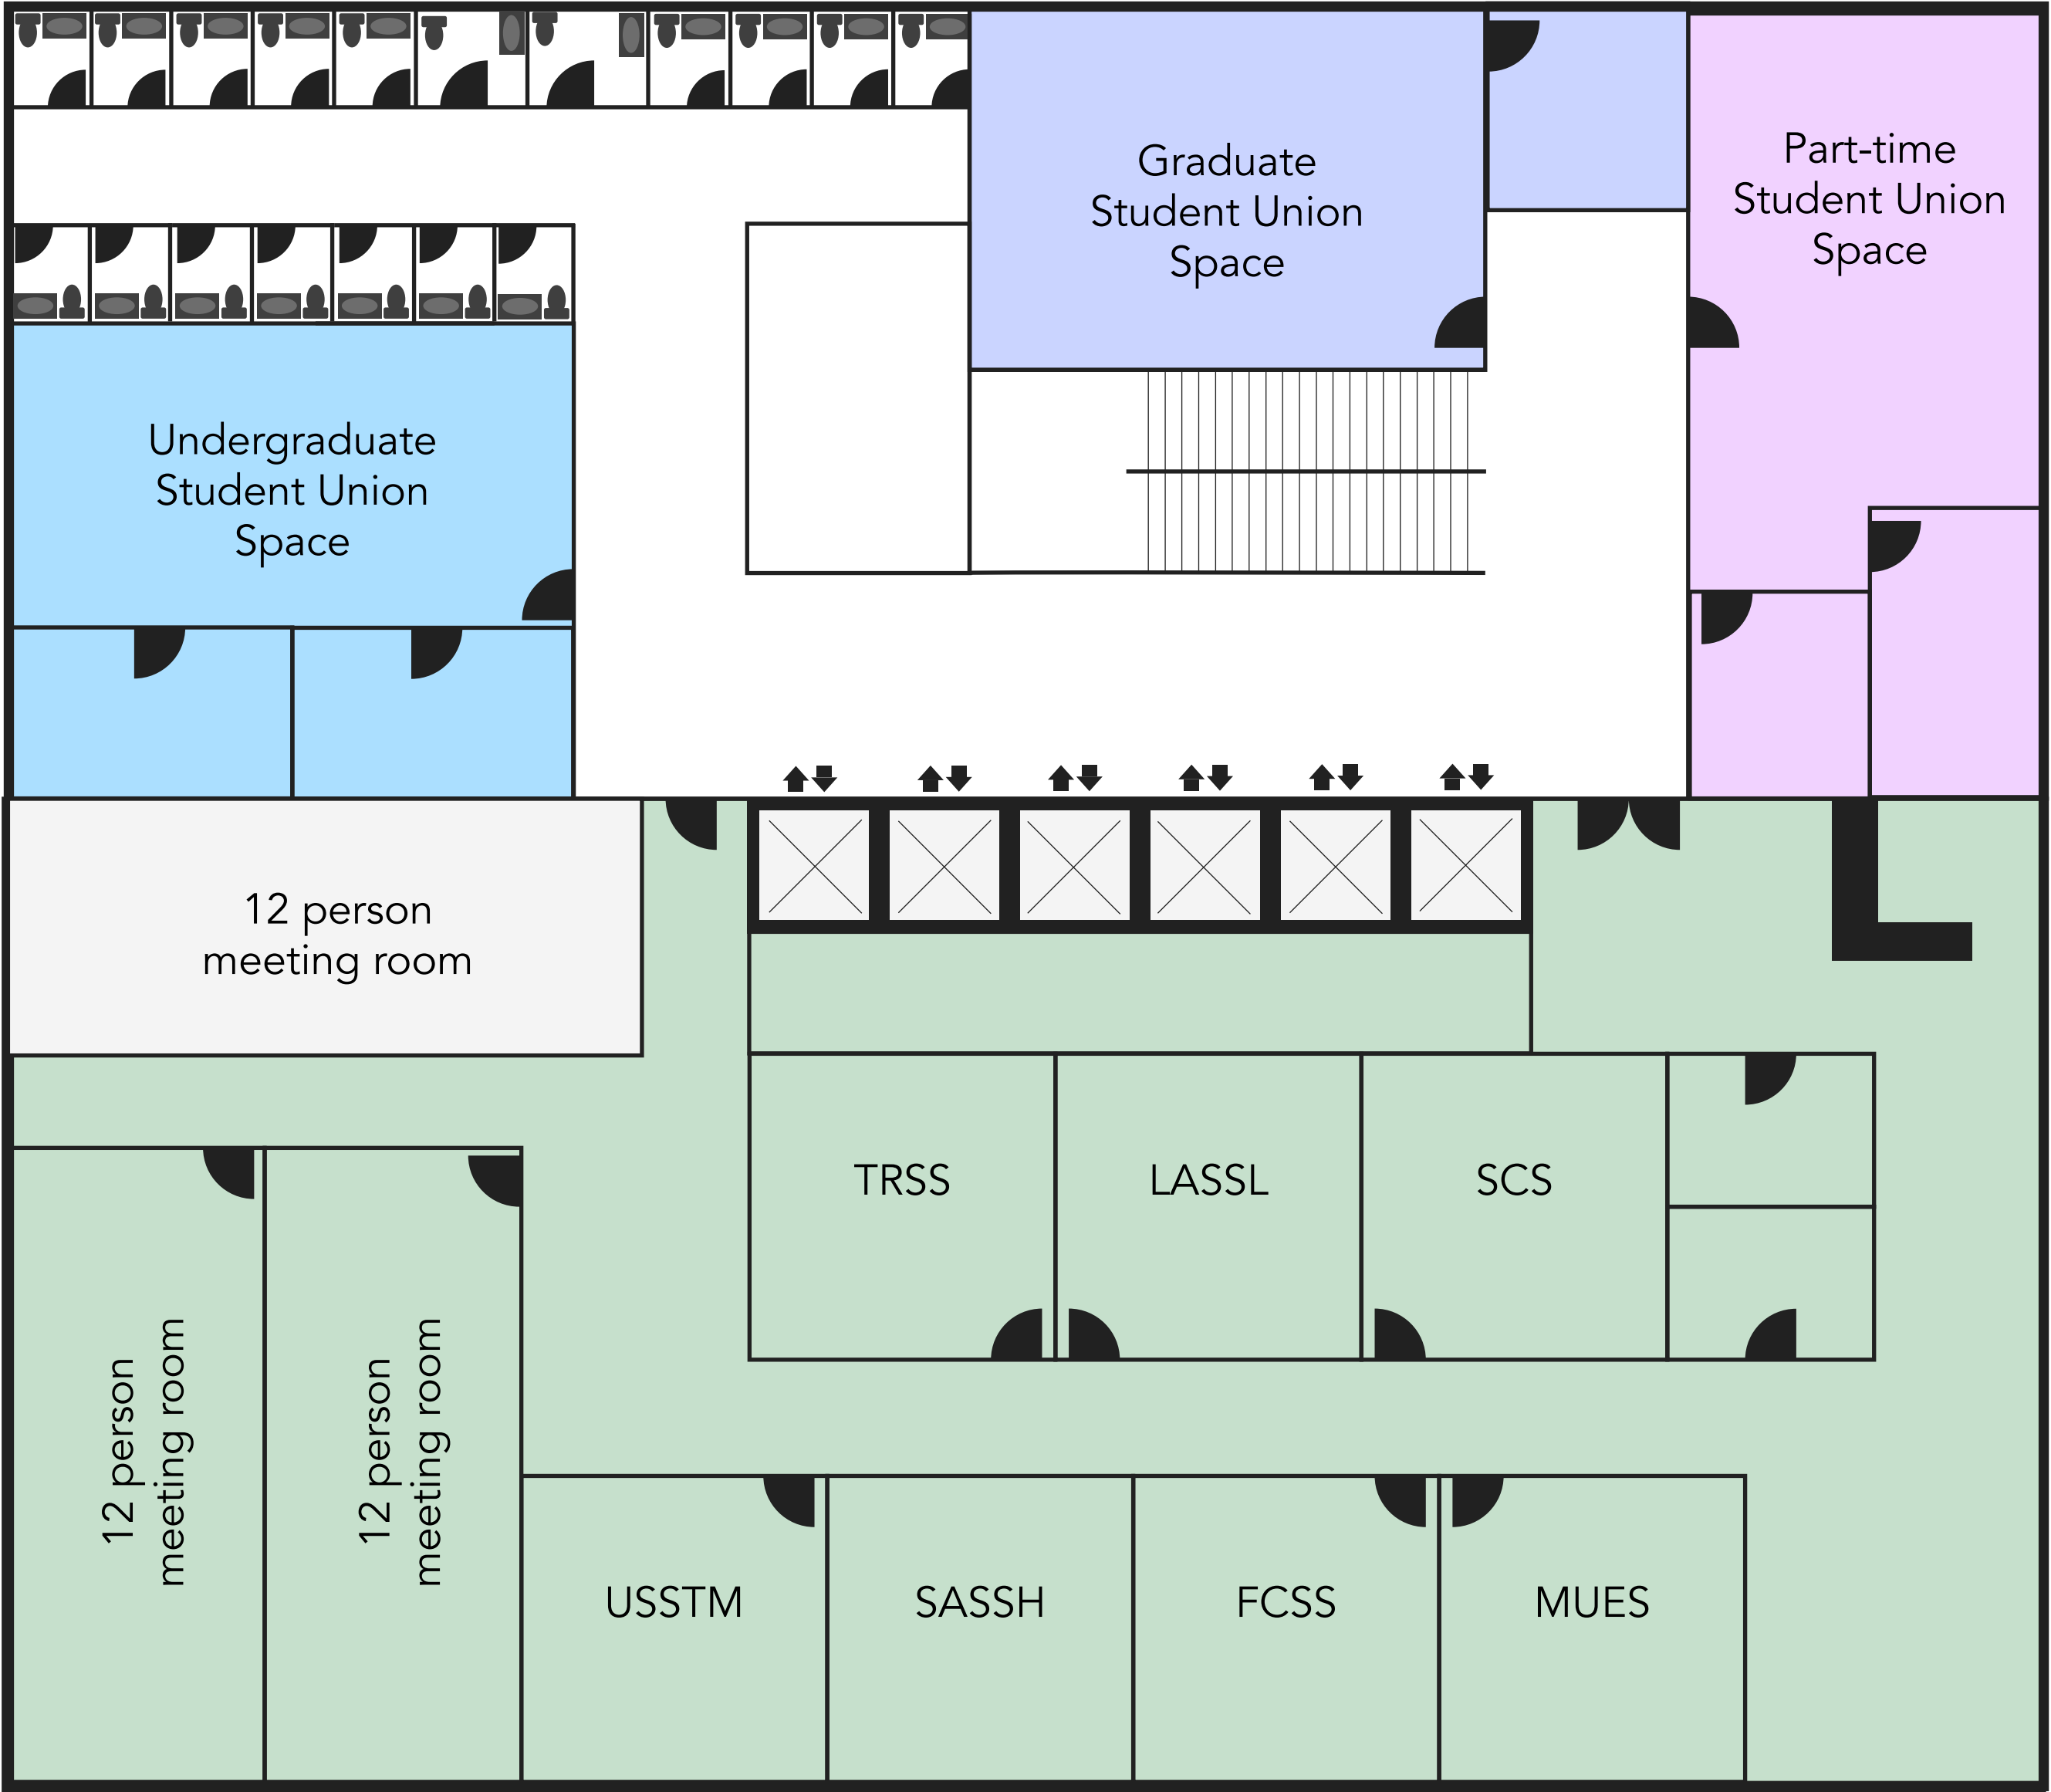 Graduate
Student Union
Space
Part-time
Student Union
Space
Undergraduate
Student Union
Space
12 person
meeting room
TRSS
LASSL
SCS
12 person
meeting room
12 person
meeting room
USSTM
SASSH
FCSS
MUES